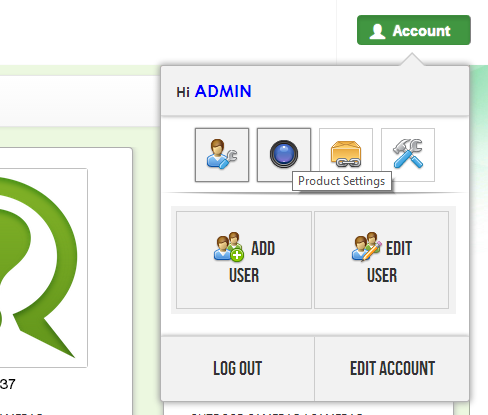 Account
Hi ADMIN
Product Settings
ADD
USER
EDIT
USER
LOG OUT
EDIT ACCOUNT
37